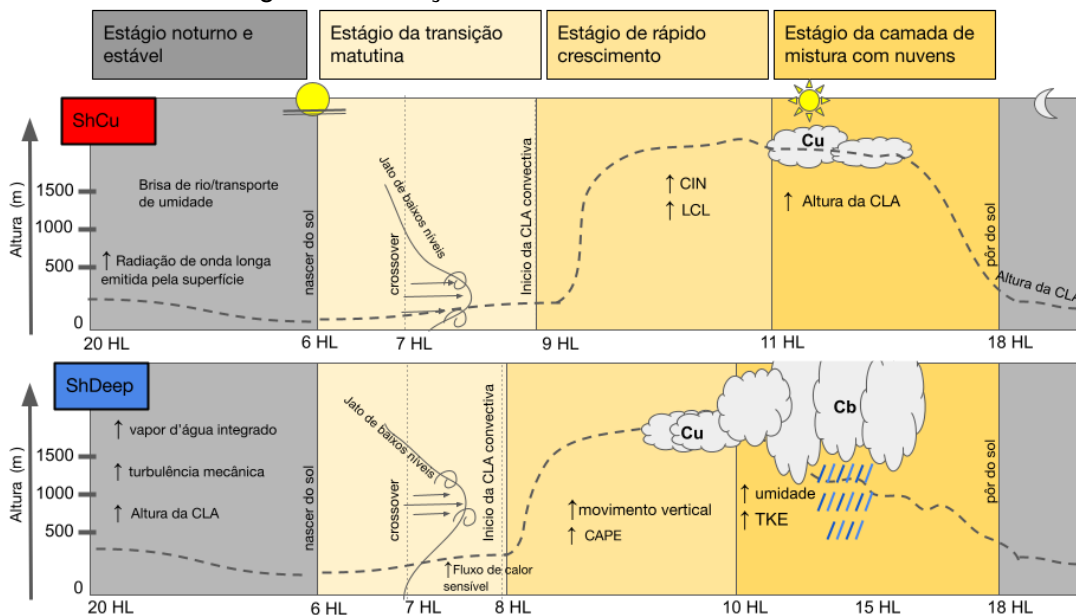 Estágio noturno e
estável
Estágio da transição
matutina
Estágio de rápido
crescimento
Estágio da camada de
mistura com nuvens
ShCu
Altura (m)
1500
1000
500
0
Brisa de rio/transporte
de umidade
↑ Radiação de onda longa
emitida pela superfície
nascer do sol
Jato de baixos níveis
crossover
Inicio da CLA convectiva
↑ CIN
↑ LCL
Cu
↑ Altura da CLA
pôr do sol
Altura da CLA
20 HL
6 HL
7 HL
9 HL
11 HL
18 HL
ShDeep
Altura (m)
1500
1000
500
0
↑ vapor d'água integrado
↑ turbulência mecânica
↑ Altura da CLA
nascer do sol
Jato de baixos níveis
crossover
Inicio da CLA convectiva
↑Fluxo de calor
sensível
Cu
↑movimento vertical
↑ CAPE
Cb
↑ umidade
↑ TKE
pôr do sol
20 HL
6 HL
7 HL
8 HL
10 HL
15 HL
18 HL